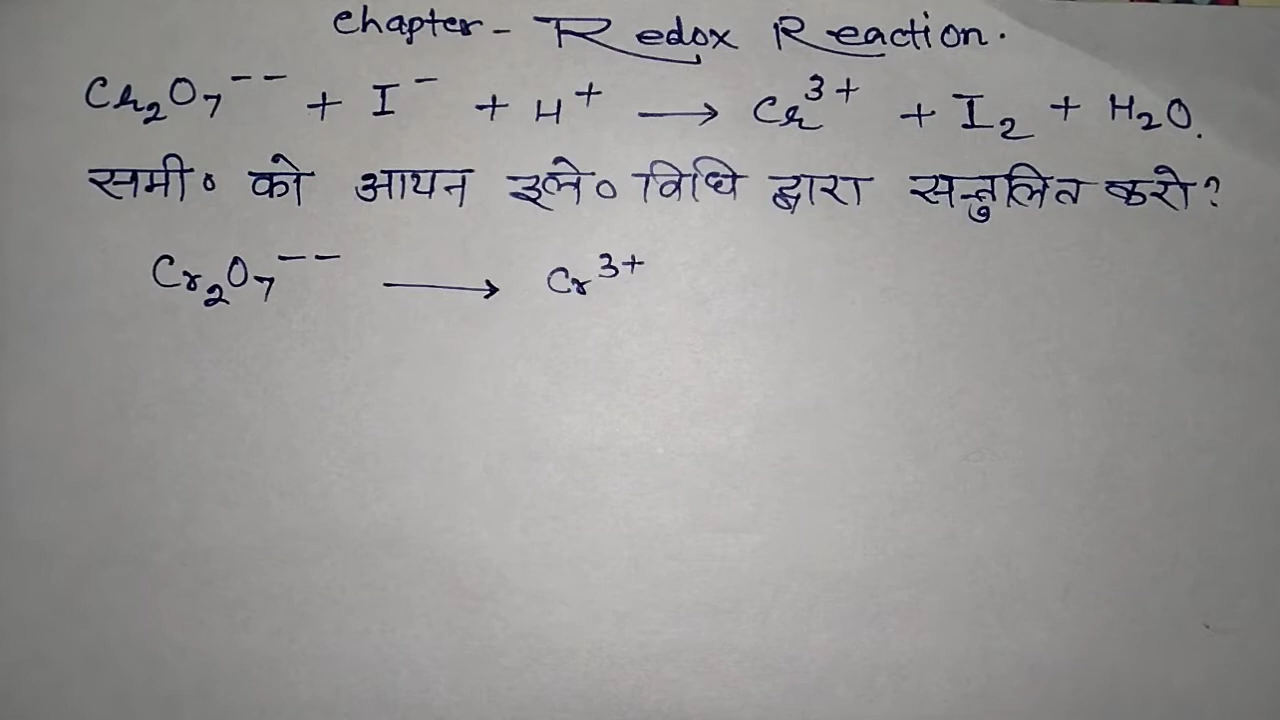 Chapter - Redox Reaction.
Cr₂O₇⁻⁻ + I⁻ + H⁺ ⟶ Cr³⁺ + I₂ + H₂O.
समी० को आयन इले० विधि द्वारा सन्तुलित करो?
Cr₂O₇⁻⁻ ⟶ Cr³⁺